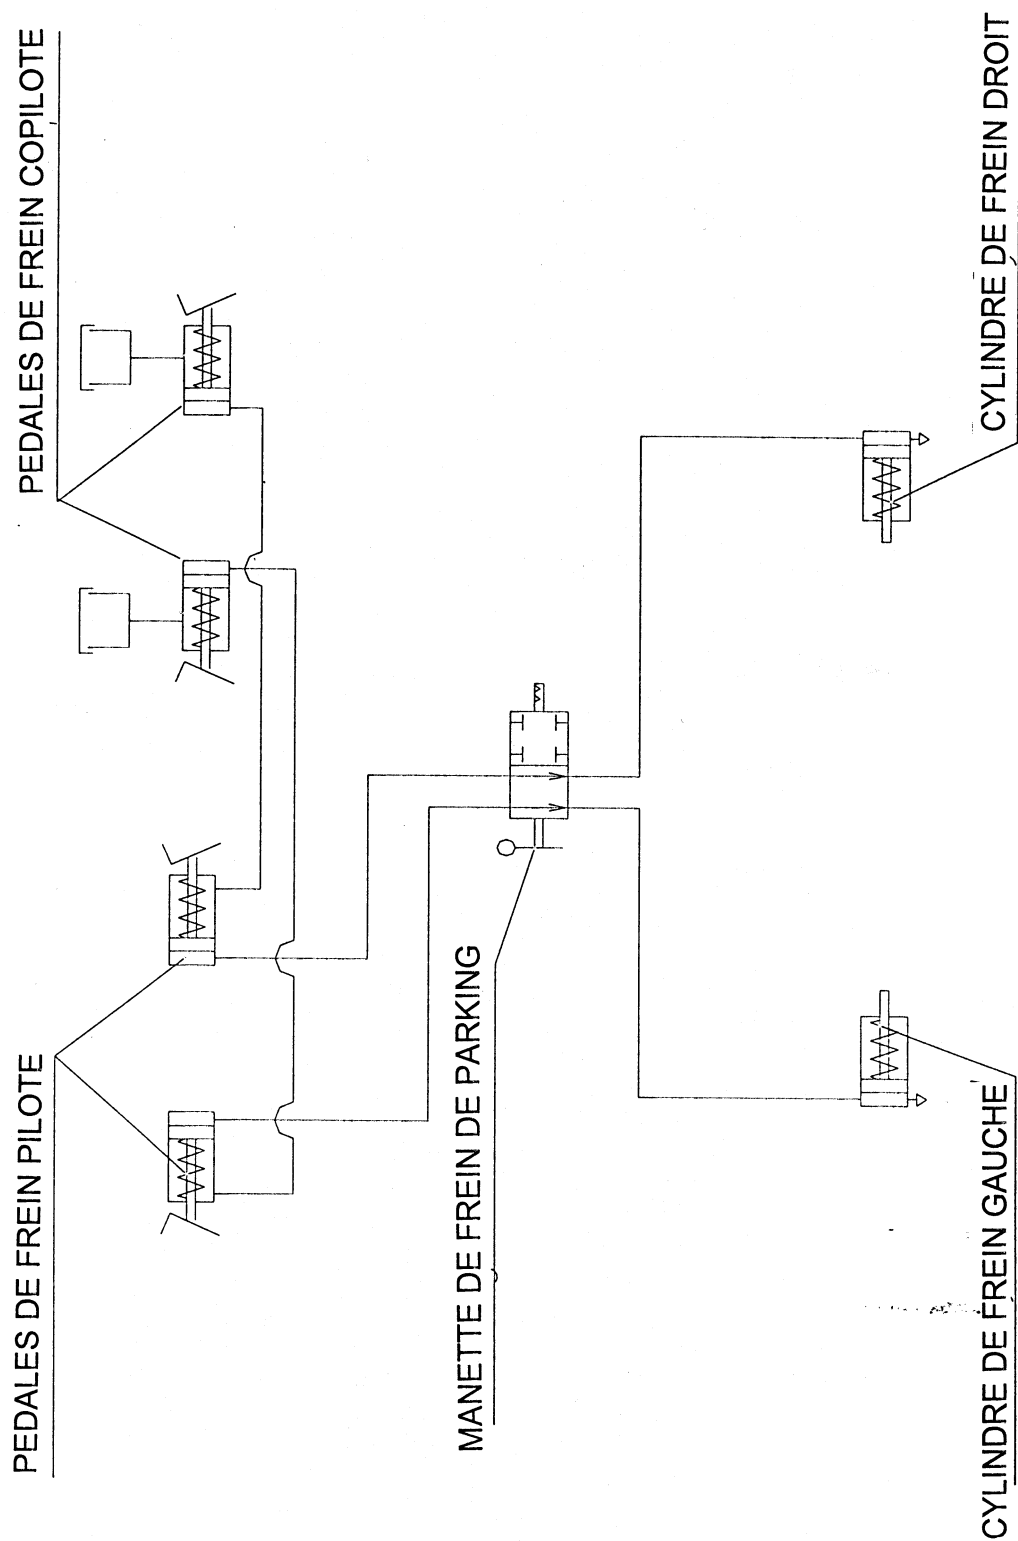 PEDALES DE FREIN PILOTE
PEDALES DE FREIN COPILOTE
MANETTE DE FREIN DE PARKING
CYLINDRE DE FREIN GAUCHE
CYLINDRE DE FREIN DROIT